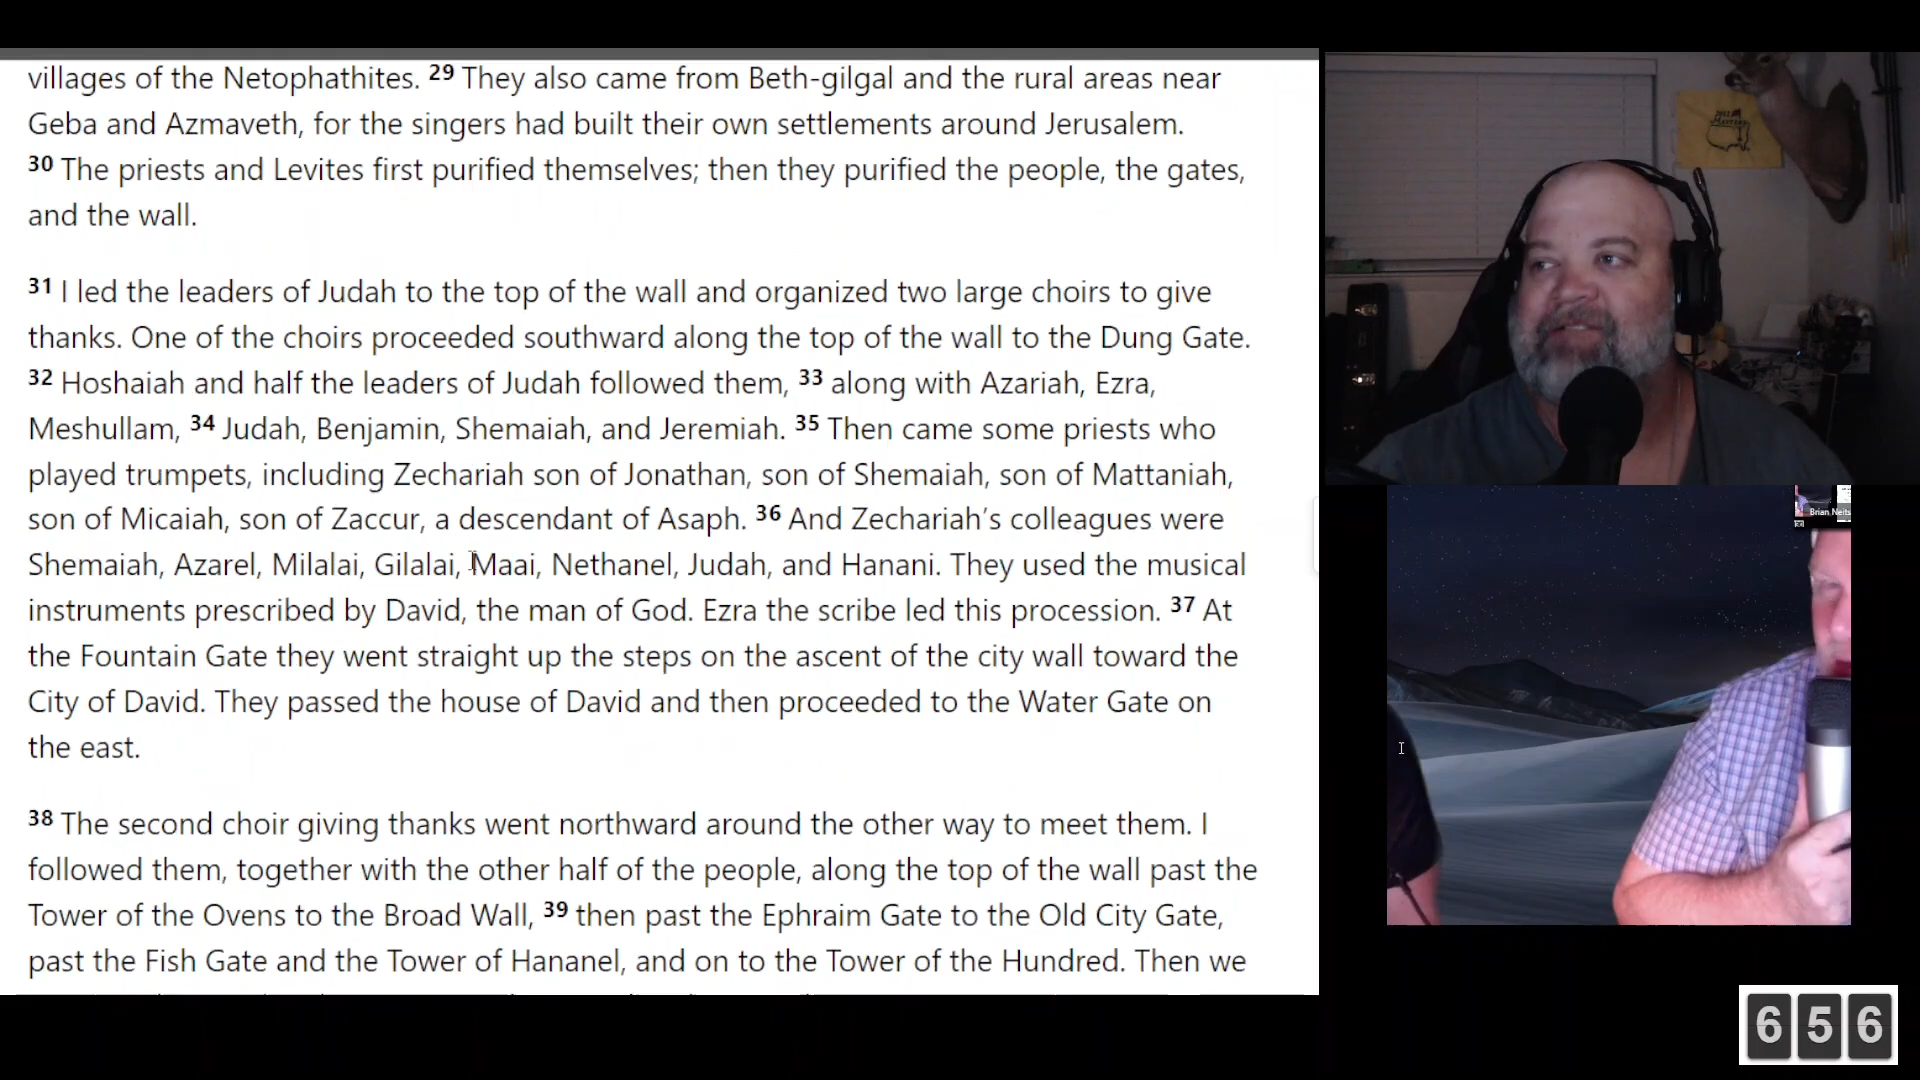 villages of the Netophathites. 29 They also came from Beth-gilgal and the rural areas near
Geba and Azmaveth, for the singers had built their own settlements around Jerusalem.
30 The priests and Levites first purified themselves; then they purified the people, the gates,
and the wall.
31 I led the leaders of Judah to the top of the wall and organized two large choirs to give
thanks. One of the choirs proceeded southward along the top of the wall to the Dung Gate.
32 Hoshaiah and half the leaders of Judah followed them, 33 along with Azariah, Ezra,
Meshullam, 34 Judah, Benjamin, Shemaiah, and Jeremiah. 35 Then came some priests who
played trumpets, including Zechariah son of Jonathan, son of Shemaiah, son of Mattaniah,
son of Micaiah, son of Zaccur, a descendant of Asaph. 36 And Zechariah’s colleagues were
Shemaiah, Azarel, Milalai, Gilalai, Maai, Nethanel, Judah, and Hanani. They used the musical
instruments prescribed by David, the man of God. Ezra the scribe led this procession. 37 At
the Fountain Gate they went straight up the steps on the ascent of the city wall toward the
City of David. They passed the house of David and then proceeded to the Water Gate on
the east.
38 The second choir giving thanks went northward around the other way to meet them. I
followed them, together with the other half of the people, along the top of the wall past the
Tower of the Ovens to the Broad Wall, 39 then past the Ephraim Gate to the Old City Gate,
past the Fish Gate and the Tower of Hananel, and on to the Tower of the Hundred. Then we
Brian
656